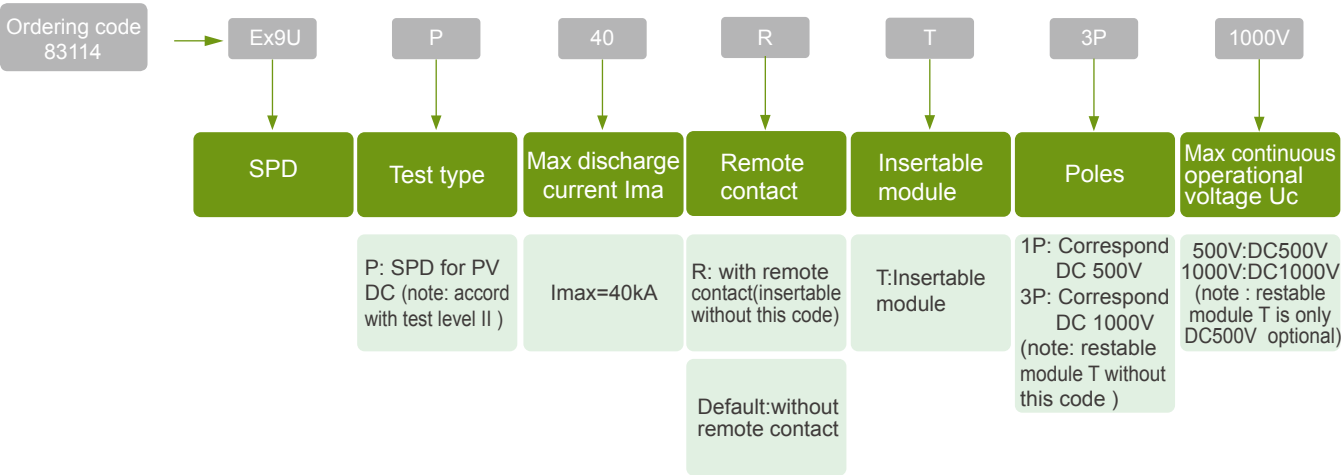 Ordering code
83114
Ex9U
P
40
R
T
3P
1000V
SPD
Test type
Max discharge
current Ima
Remote
contact
Insertable
module
Poles
Max continuous
operational
voltage Uc
P: SPD for PV
DC (note: accord
with test level II )
Imax=40kA
R: with remote
contact(insertable
without this code)
Default:without
remote contact
T:Insertable
module
1P: Correspond
DC 500V
3P: Correspond
DC 1000V
(note: restable
module T without
this code )
500V:DC500V
1000V:DC1000V
(note : restable
module T is only
DC500V optional)